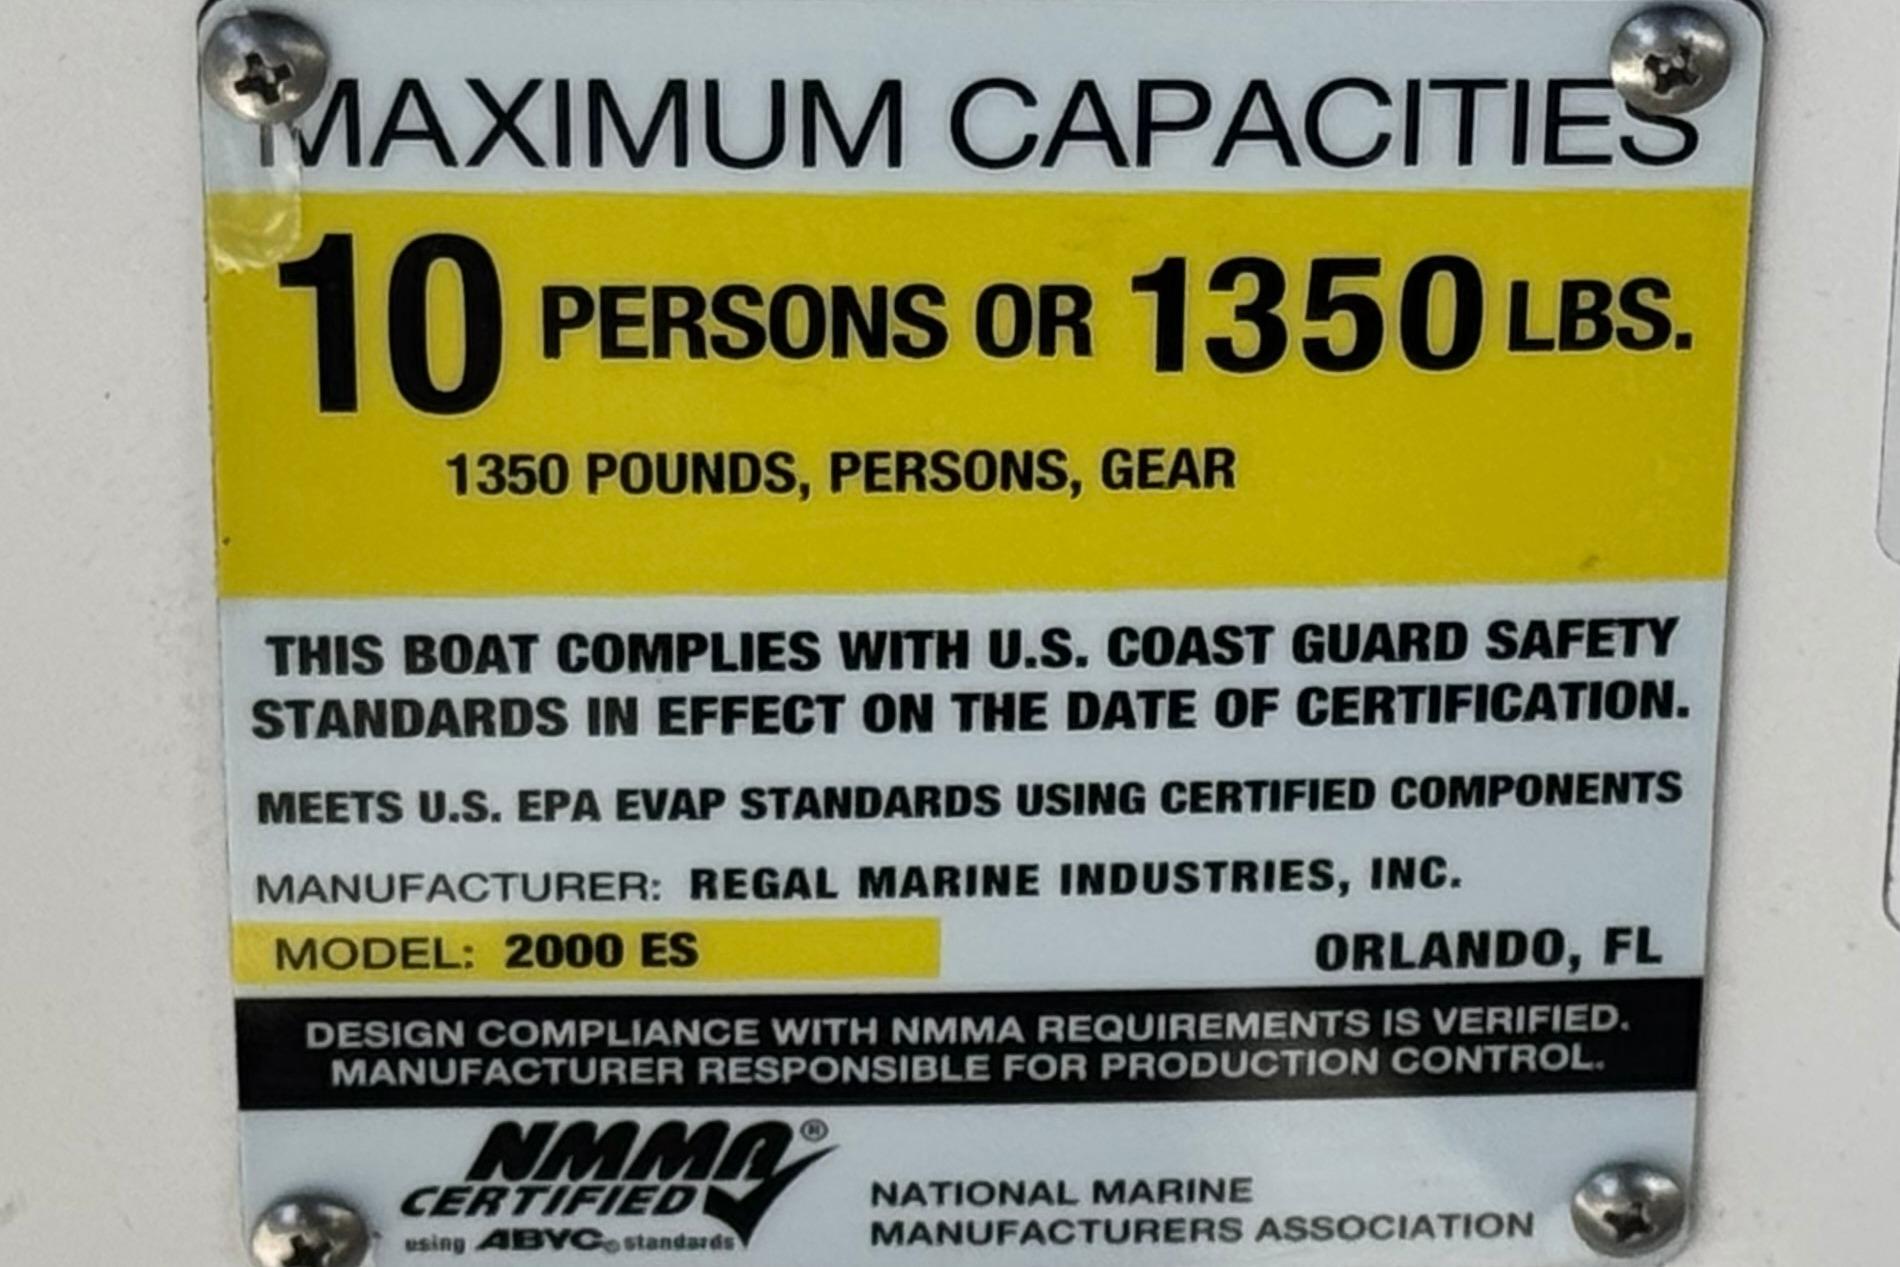 MAXIMUM CAPACITIES
10 PERSONS OR 1350 LBS.
1350 POUNDS, PERSONS, GEAR
THIS BOAT COMPLIES WITH U.S. COAST GUARD SAFETY
STANDARDS IN EFFECT ON THE DATE OF CERTIFICATION.
MEETS U.S. EPA EVAP STANDARDS USING CERTIFIED COMPONENTS
MANUFACTURER: REGAL MARINE INDUSTRIES, INC.
MODEL: 2000 ES ORLANDO, FL
DESIGN COMPLIANCE WITH NMMA REQUIREMENTS IS VERIFIED.
MANUFACTURER RESPONSIBLE FOR PRODUCTION CONTROL.
NMMA®
CERTIFIED
using ABYC® standards
NATIONAL MARINE
MANUFACTURERS ASSOCIATION